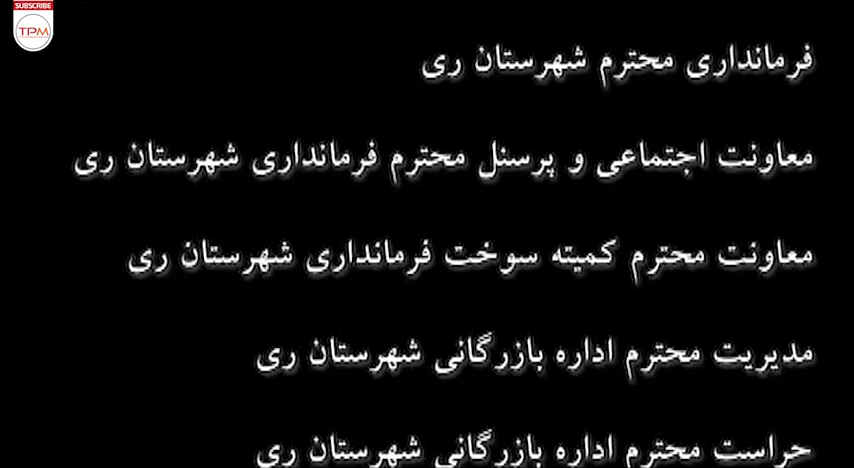 SUBSCRIBE
TPM
فرمانداری محترم شهرستان ری
معاونت اجتماعی و پرسنل محترم فرمانداری شهرستان ری
معاونت محترم کمیته سوخت فرمانداری شهرستان ری
مدیریت محترم اداره بازرگانی شهرستان ری
حراست محترم اداره بازرگانی شهرستان ری